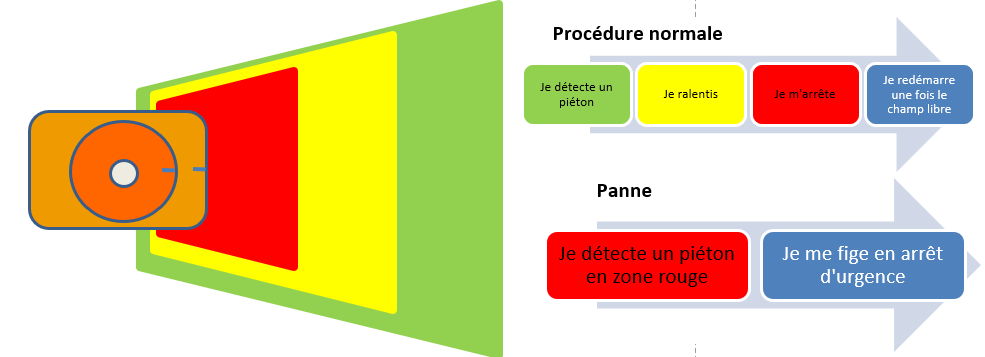 Procédure normale
Je détecte un
piéton
Je ralentis
Je m'arrête
Je redémarre
une fois le
champ libre
Panne
Je détecte un piéton
en zone rouge
Je me fige en arrêt
d'urgence